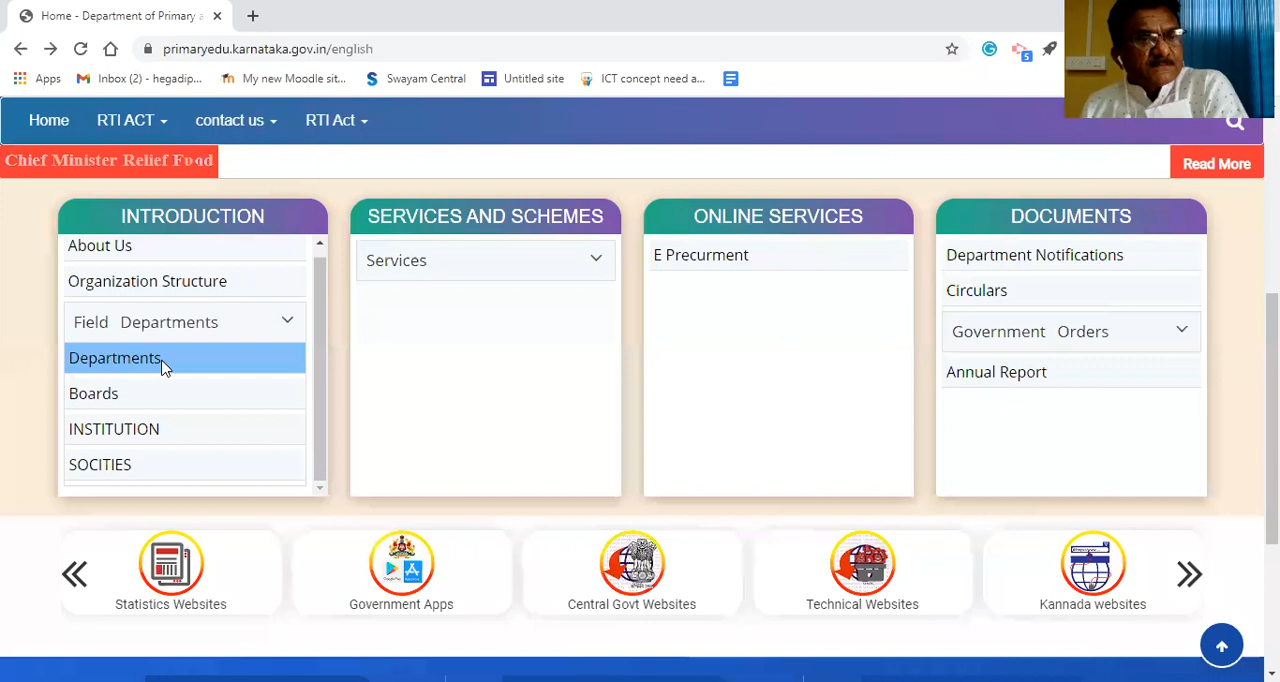 Home - Department of Primary a
primaryedu.karnataka.gov.in/english
5
Apps Inbox (2) - hegadip... My new Moodle sit... Swayam Central Untitled site ICT concept need a...
Home RTI ACT contact us RTI Act
Chief Minister Relief Food Read More
INTRODUCTION
About Us
Organization Structure
Field Departments
Departments
Boards
INSTITUTION
SOCITIES
SERVICES AND SCHEMES
Services
ONLINE SERVICES
E Precurment
DOCUMENTS
Department Notifications
Circulars
Government Orders
Annual Report
Statistics Websites
Government Apps
Central Govt Websites
Technical Websites
Kannada websites